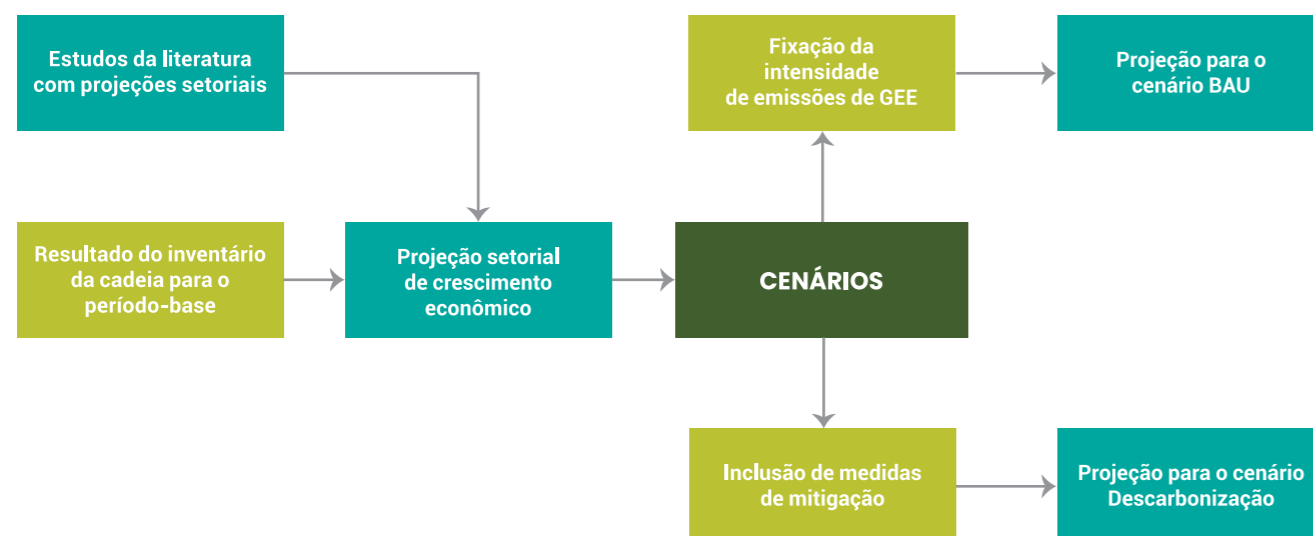 Estudos da literatura
com projeções setoriais
Fixação da
intensidade
de emissões de GEE
Projeção para o
cenário BAU
Resultado do inventário
da cadeia para o
período-base
Projeção setorial
de crescimento
econômico
CENÁRIOS
Inclusão de medidas
de mitigação
Projeção para o cenário
Descarbonização